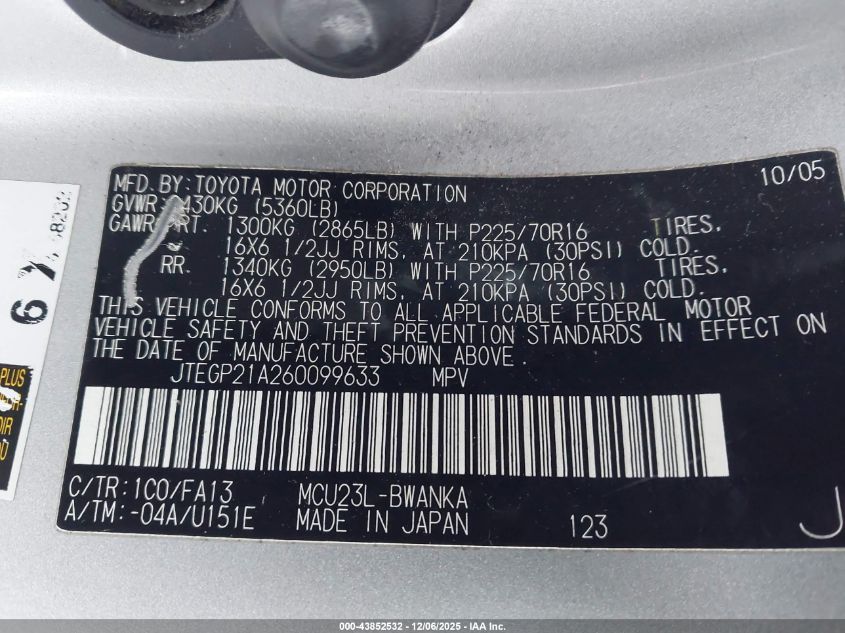 MFD. BY: TOYOTA MOTOR CORPORATION 10/05
GVWR: 430KG (5360LB)
GAWR: RT. 1300KG (2865LB) WITH P225/70R16 TIRES,
16X6 1/2JJ RIMS, AT 210KPA (30PSI) COLD.
RR. 1340KG (2950LB) WITH P225/70R16 TIRES,
16X6 1/2JJ RIMS, AT 210KPA (30PSI) COLD.
THIS VEHICLE CONFORMS TO ALL APPLICABLE FEDERAL MOTOR
VEHICLE SAFETY AND THEFT PREVENTION STANDARDS IN EFFECT ON
THE DATE OF MANUFACTURE SHOWN ABOVE.
JTEGP21A260099633 MPV
C/TR: 1C0/FA13 MCU23L-BWANKA
A/TM: -04A/U151E MADE IN JAPAN 123 J
6
PLUS
000-43852532 - 12/06/2025 - IAA Inc.